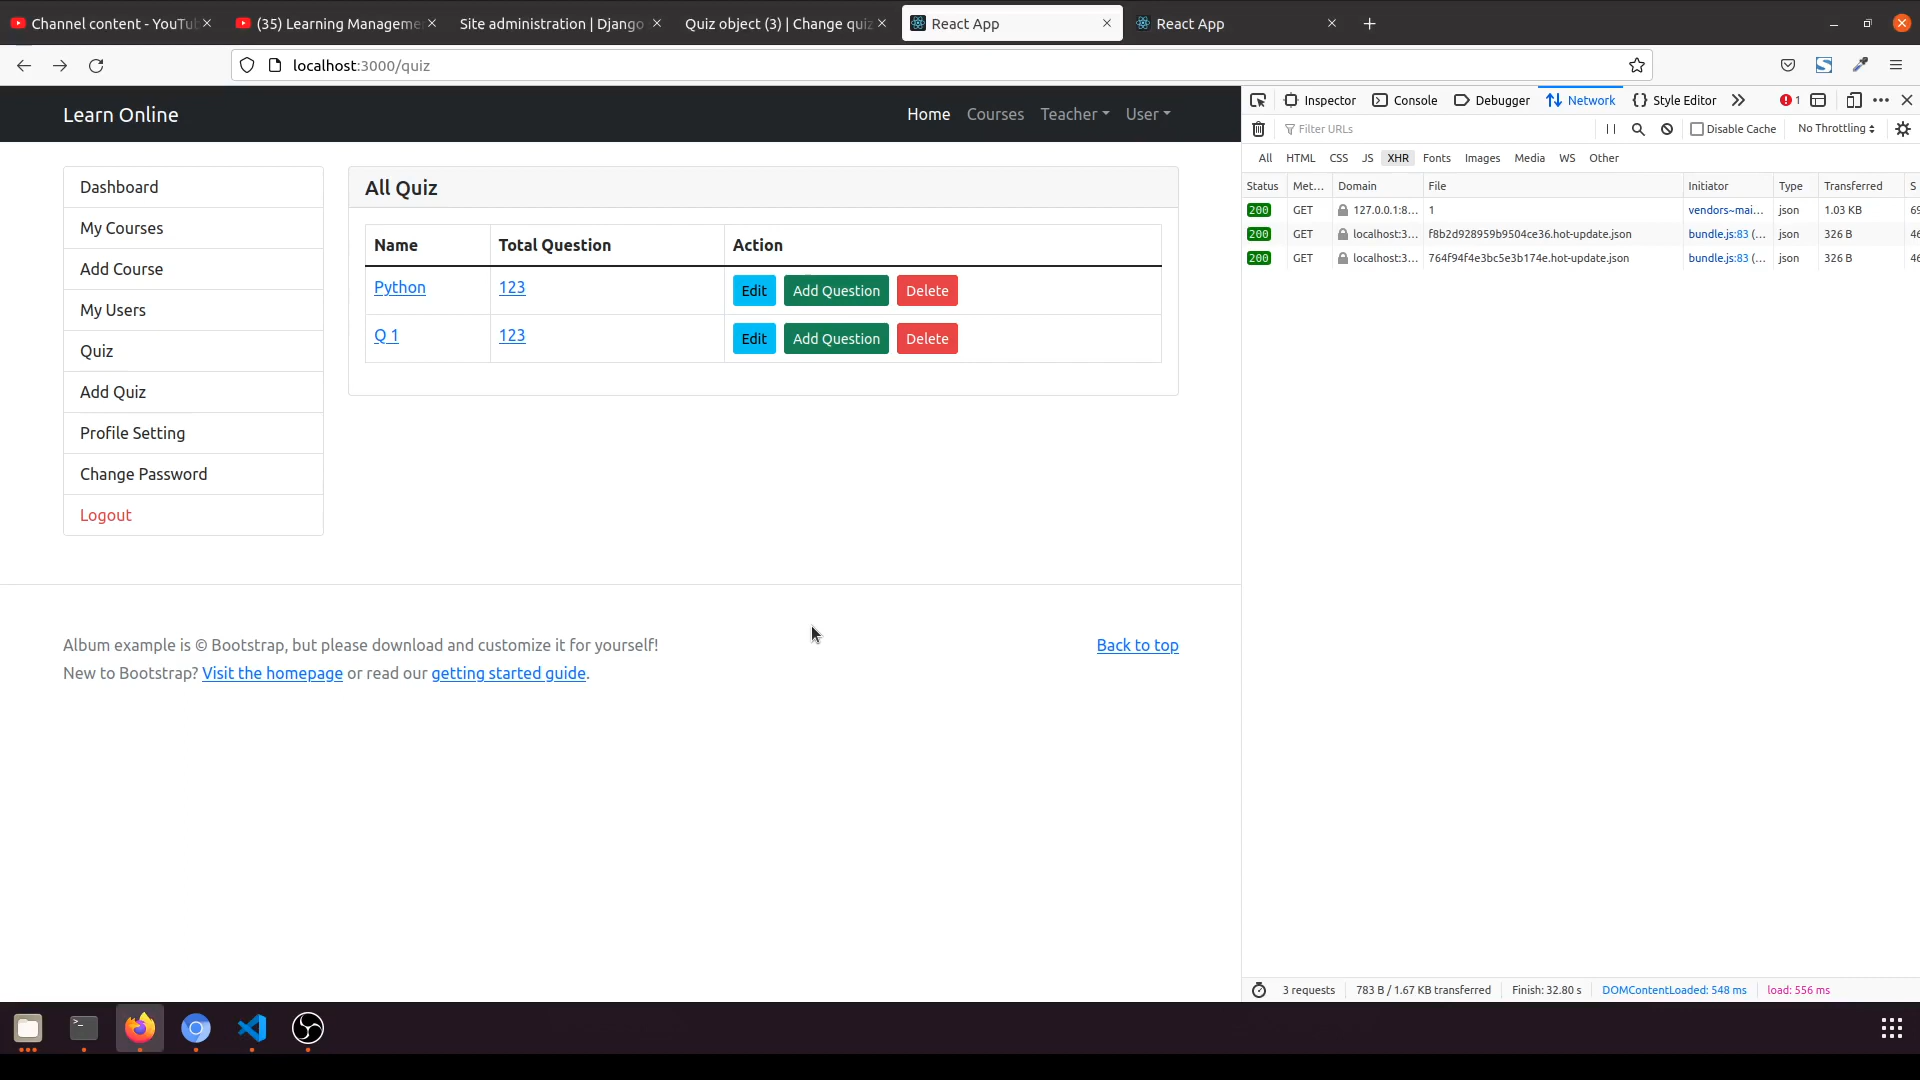 Channel content - YouTu
(35) Learning Manageme
Site administration | Django
Quiz object (3) | Change quiz
React App
React App
localhost:3000/quiz
Learn Online
Home
Courses
Teacher
User
Dashboard
My Courses
Add Course
My Users
Quiz
Add Quiz
Profile Setting
Change Password
Logout
All Quiz
Name Total Question Action
Python 123 Edit Add Question Delete
Q 1 123 Edit Add Question Delete
Album example is © Bootstrap, but please download and customize it for yourself!
New to Bootstrap? Visit the homepage or read our getting started guide.
Back to top
Inspector Console Debugger Network Style Editor 1
Filter URLs Disable Cache No Throttling
All HTML CSS JS XHR Fonts Images Media WS Other
Status Met... Domain File Initiator Type Transferred S
200 GET 127.0.0.1:8... 1 vendors~mai... json 1.03 KB 69
200 GET localhost:3... f8b2d928959b9504ce36.hot-update.json bundle.js:83 (... json 326 B 46
200 GET localhost:3... 764f94f4e3bc5e3b174e.hot-update.json bundle.js:83 (... json 326 B 46
3 requests 783 B / 1.67 KB transferred Finish: 32.80 s DOMContentLoaded: 548 ms load: 556 ms